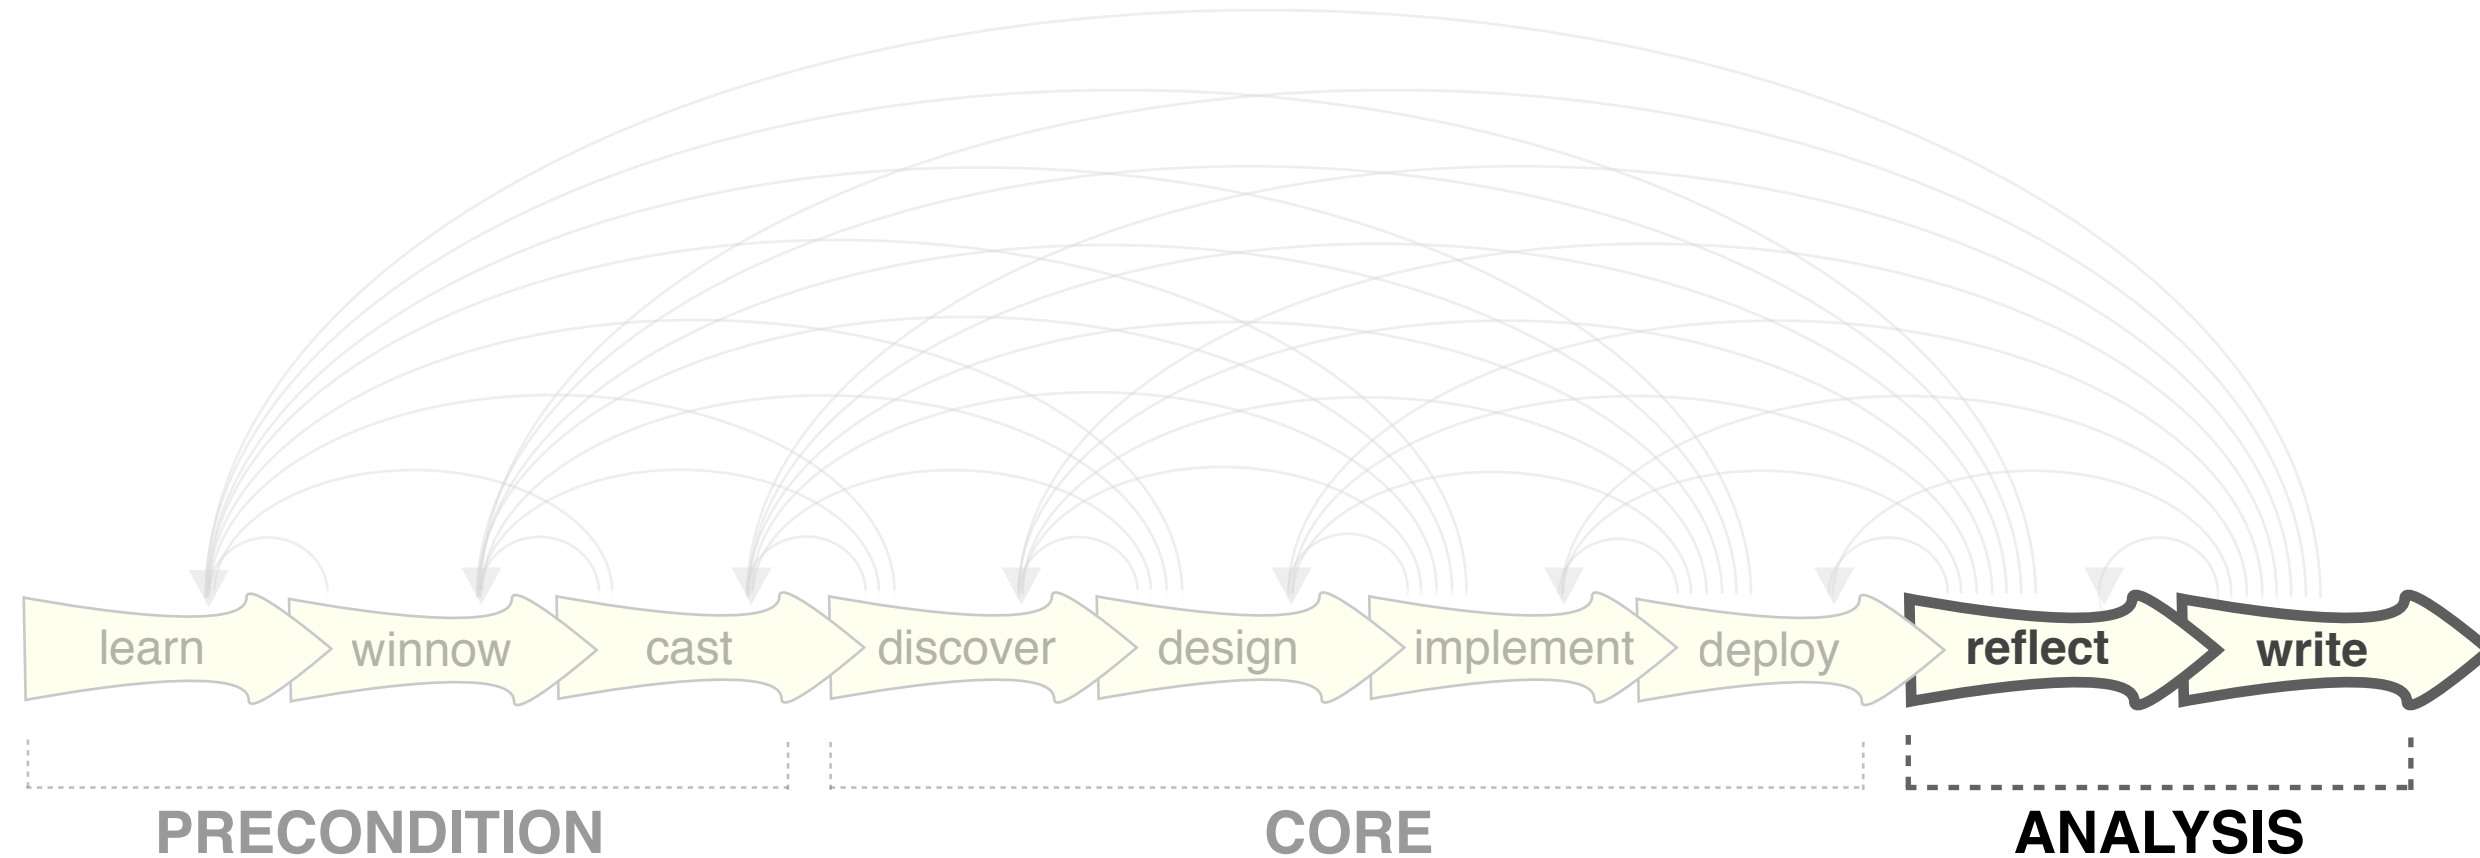 learn winnow cast discover design implement deploy reflect write
PRECONDITION CORE ANALYSIS